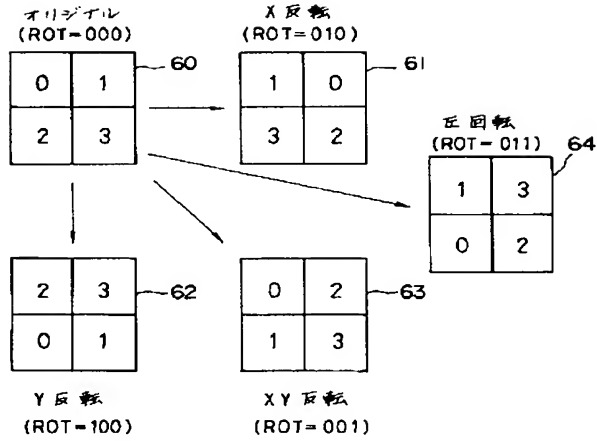 オリジナル
(ROT=000)
60
0 1
2 3
X反転
(ROT=010)
61
1 0
3 2
正回転
(ROT=011)
64
1 3
0 2
62
2 3
0 1
Y反転
(ROT=100)
63
0 2
1 3
XY反転
(ROT=001)